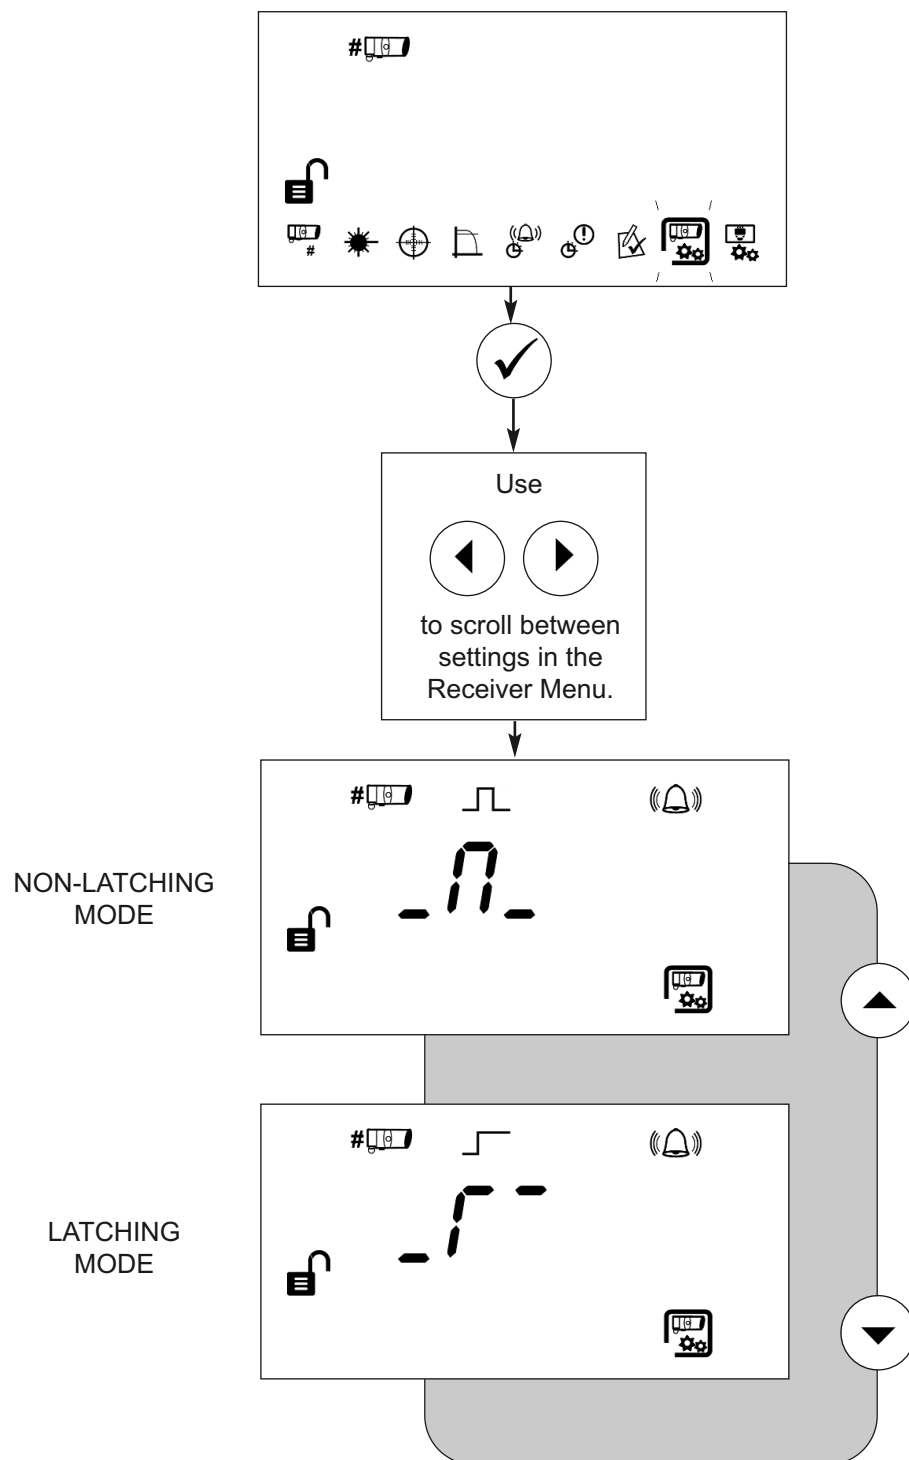 #
#
Use
to scroll between
settings in the
Receiver Menu.
NON-LATCHING
MODE
#
LATCHING
MODE
#